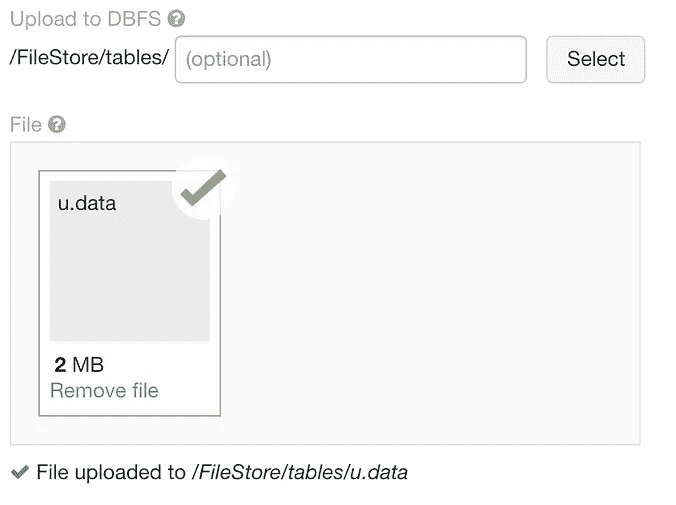 Upload to DBFS
/FileStore/tables/ (optional) Select
File
u.data
2 MB
Remove file
File uploaded to /FileStore/tables/u.data